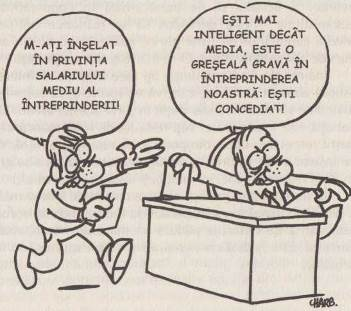 M-AȚI ÎNȘELAT
ÎN PRIVINȚA
SALARIULUI
MEDIU AL
ÎNTREPRINDERII!
EȘTI MAI
INTELIGENT DECÂT
MEDIA, ESTE O
GREȘEALĂ GRAVĂ ÎN
ÎNTREPRINDEREA
NOASTRĂ: EȘTI
CONCEDIAT!
CHARB.